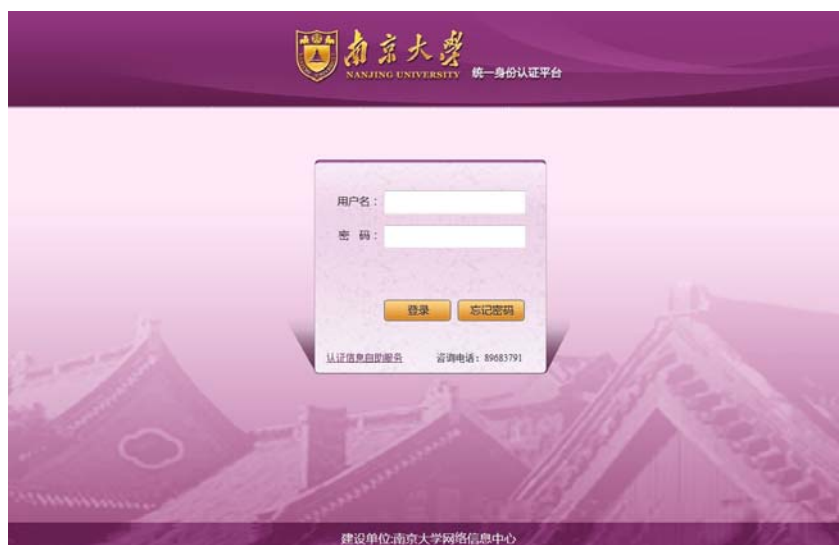 南京大學
NANJING UNIVERSITY 统一身份认证平台
用户名：
密 码：
登录 忘记密码
认证信息自助服务 咨询电话：89683791
建设单位:南京大学网络信息中心